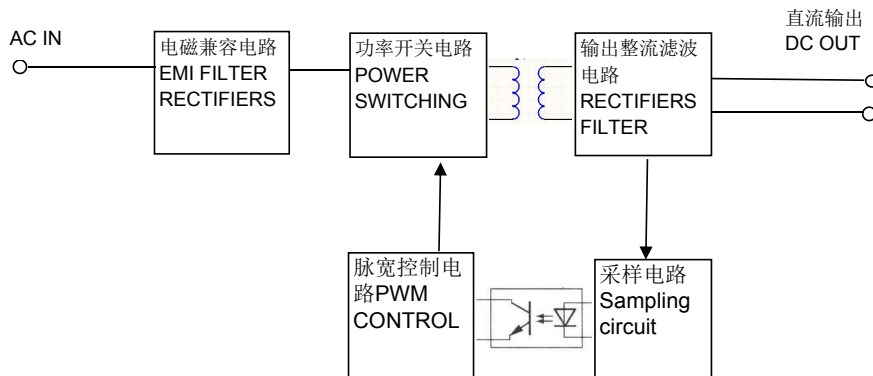 AC IN
电磁兼容电路
EMI FILTER
RECTIFIERS
功率开关电路
POWER
SWITCHING
输出整流滤波
电路
RECTIFIERS
FILTER
直流输出
DC OUT
脉宽控制电
路PWM
CONTROL
采样电路
Sampling
circuit